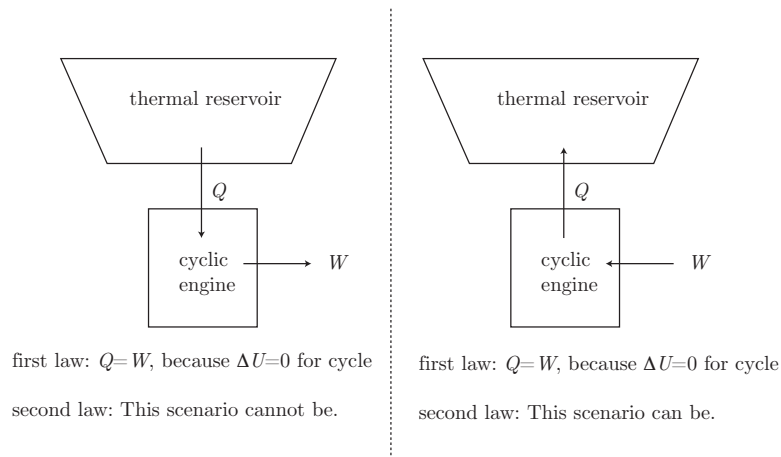 thermal reservoir
Q
cyclic
engine
W
first law: Q=W, because ΔU=0 for cycle
second law: This scenario cannot be.
thermal reservoir
Q
cyclic
engine
W
first law: Q=W, because ΔU=0 for cycle
second law: This scenario can be.